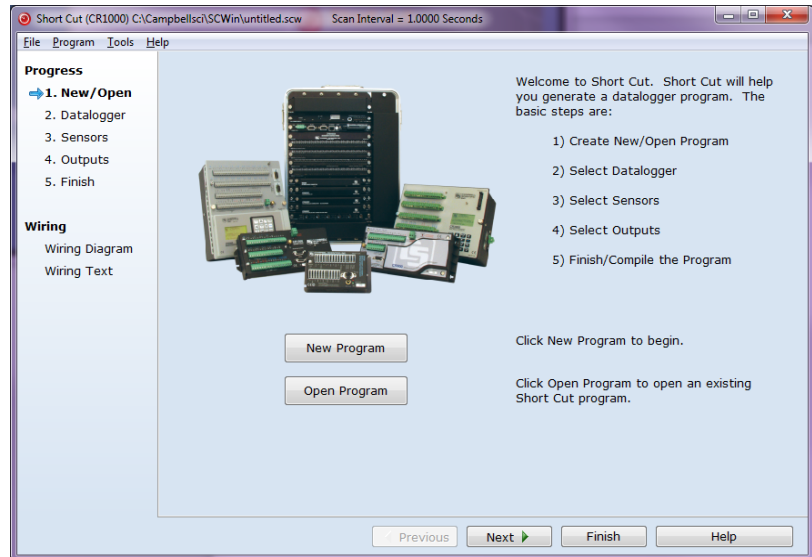 Short Cut (CR1000) C:\Campbellsci\SCWin\untitled.scw Scan Interval = 1.0000 Seconds
File Program Tools Help
Progress
1. New/Open
2. Datalogger
3. Sensors
4. Outputs
5. Finish
Wiring
Wiring Diagram
Wiring Text
Welcome to Short Cut. Short Cut will help
you generate a datalogger program. The
basic steps are:
1) Create New/Open Program
2) Select Datalogger
3) Select Sensors
4) Select Outputs
5) Finish/Compile the Program
New Program
Click New Program to begin.
Open Program
Click Open Program to open an existing
Short Cut program.
Previous
Next
Finish
Help